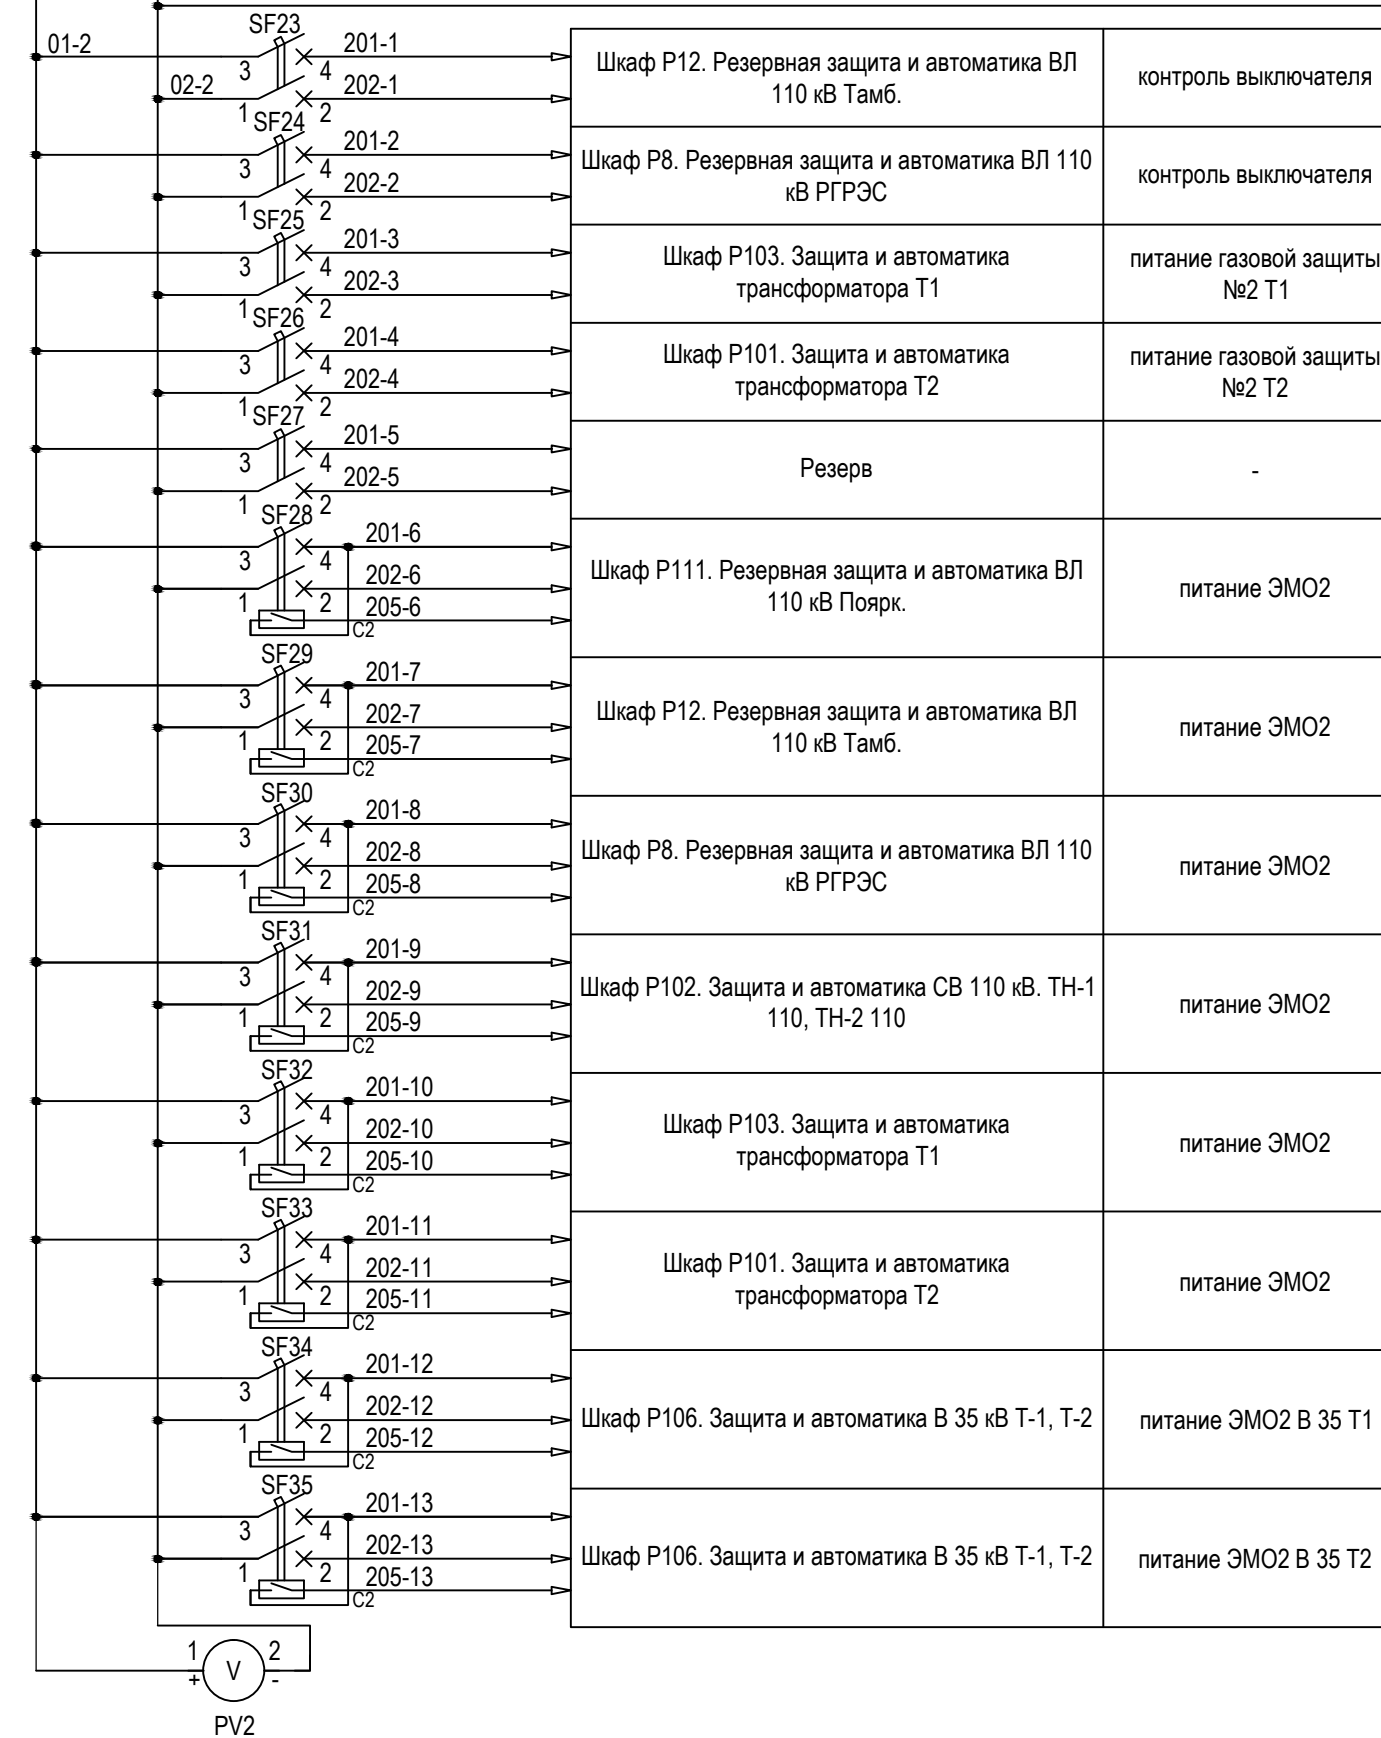 SF23
01-2
201-1
3
4
02-2
202-1
1
2
Шкаф Р12. Резервная защита и автоматика ВЛ
110 кВ Тамб.
контроль выключателя
SF24
201-2
3
4
202-2
1
2
Шкаф Р8. Резервная защита и автоматика ВЛ 110
кВ РГРЭС
контроль выключателя
SF25
201-3
3
4
202-3
1
2
Шкаф Р103. Защита и автоматика
трансформатора Т1
питание газовой защиты
№2 Т1
SF26
201-4
3
4
202-4
1
2
Шкаф Р101. Защита и автоматика
трансформатора Т2
питание газовой защиты
№2 Т2
SF27
201-5
3
4
202-5
1
2
Резерв
-
SF28
201-6
3
4
202-6
1
2
205-6
C2
Шкаф Р111. Резервная защита и автоматика ВЛ
110 кВ Поярк.
питание ЭМО2
SF29
201-7
3
4
202-7
1
2
205-7
C2
Шкаф Р12. Резервная защита и автоматика ВЛ
110 кВ Тамб.
питание ЭМО2
SF30
201-8
3
4
202-8
1
2
205-8
C2
Шкаф Р8. Резервная защита и автоматика ВЛ 110
кВ РГРЭС
питание ЭМО2
SF31
201-9
3
4
202-9
1
2
205-9
C2
Шкаф Р102. Защита и автоматика СВ 110 кВ. ТН-1
110, ТН-2 110
питание ЭМО2
SF32
201-10
3
4
202-10
1
2
205-10
C2
Шкаф Р103. Защита и автоматика
трансформатора Т1
питание ЭМО2
SF33
201-11
3
4
202-11
1
2
205-11
C2
Шкаф Р101. Защита и автоматика
трансформатора Т2
питание ЭМО2
SF34
201-12
3
4
202-12
1
2
205-12
C2
Шкаф Р106. Защита и автоматика В 35 кВ Т-1, Т-2
питание ЭМО2 В 35 Т1
SF35
201-13
3
4
202-13
1
2
205-13
C2
Шкаф Р106. Защита и автоматика В 35 кВ Т-1, Т-2
питание ЭМО2 В 35 Т2
1
2
V
+
-
PV2